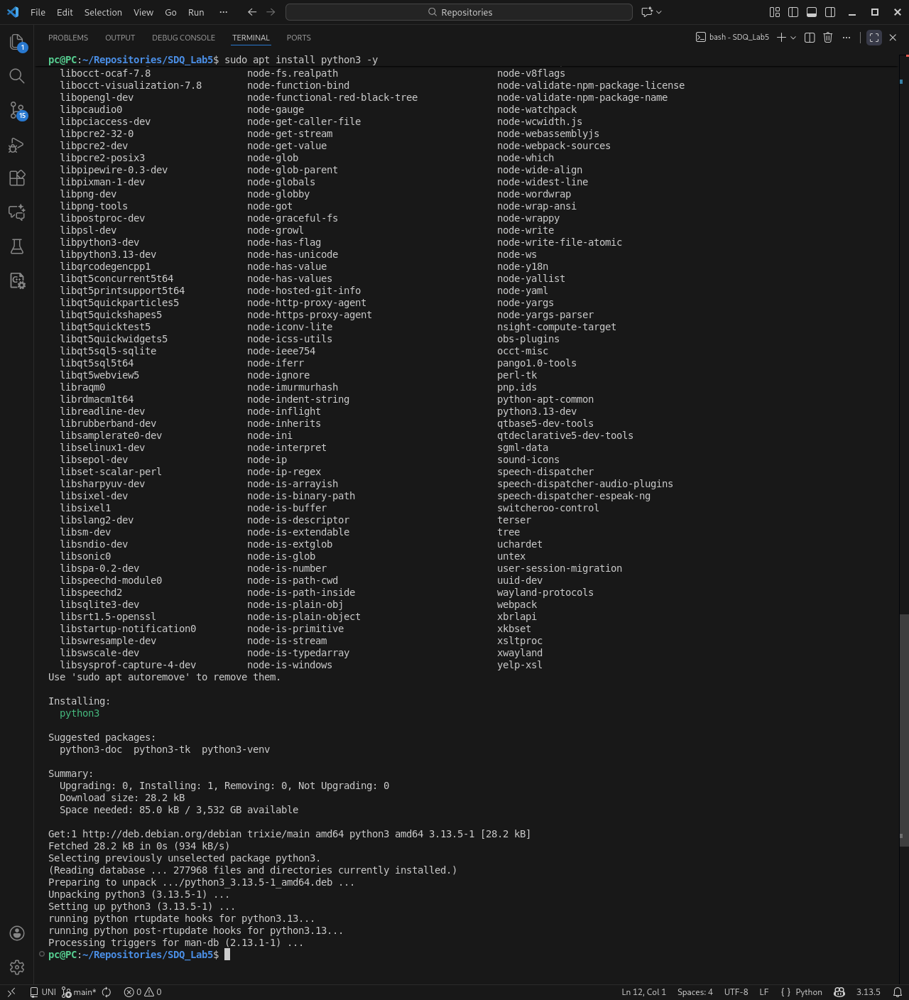 File Edit Selection View Go Run ··· Repositories
PROBLEMS OUTPUT DEBUG CONSOLE TERMINAL PORTS bash - SDQ_Lab5
1
15
pc@PC:~/Repositories/SDQ_Lab5$ sudo apt install python3 -y
libocct-ocaf-7.8 node-fs.realpath node-v8flags
libocct-visualization-7.8 node-function-bind node-validate-npm-package-license
libopengl-dev node-functional-red-black-tree node-validate-npm-package-name
libpcaudio0 node-gauge node-watchpack
libpciaccess-dev node-get-caller-file node-wcwidth.js
libpcre2-32-0 node-get-stream node-webassemblyjs
libpcre2-dev node-get-value node-webpack-sources
libpcre2-posix3 node-glob node-which
libpipewire-0.3-dev node-glob-parent node-wide-align
libpixman-1-dev node-globals node-widest-line
libpng-dev node-globby node-wordwrap
libpng-tools node-got node-wrap-ansi
libpostproc-dev node-graceful-fs node-wrappy
libpsl-dev node-growl node-write
libpython3-dev node-has-flag node-write-file-atomic
libpython3.13-dev node-has-unicode node-ws
libqrcodegencpp1 node-has-value node-y18n
libqt5concurrent5t64 node-has-values node-yallist
libqt5printsupport5t64 node-hosted-git-info node-yaml
libqt5quickparticles5 node-http-proxy-agent node-yargs
libqt5quickshapes5 node-https-proxy-agent node-yargs-parser
libqt5quicktest5 node-iconv-lite nsight-compute-target
libqt5quickwidgets5 node-icss-utils obs-plugins
libqt5sql5-sqlite node-ieee754 occt-misc
libqt5sql5t64 node-iferr pango1.0-tools
libqt5webview5 node-ignore perl-tk
libraqm0 node-imurmurhash pnp.ids
librdmacm1t64 node-indent-string python-apt-common
libreadline-dev node-inflight python3.13-dev
librubberband-dev node-inherits qtbase5-dev-tools
libsamplerate0-dev node-ini qtdeclarative5-dev-tools
libselinux1-dev node-interpret sgml-data
libsepol-dev node-ip sound-icons
libset-scalar-perl node-ip-regex speech-dispatcher
libsharpyuv-dev node-is-arrayish speech-dispatcher-audio-plugins
libsixel-dev node-is-binary-path speech-dispatcher-espeak-ng
libsixel1 node-is-buffer switcheroo-control
libslang2-dev node-is-descriptor terser
libsm-dev node-is-extendable tree
libsndio-dev node-is-extglob uchardet
libsonic0 node-is-glob untex
libspa-0.2-dev node-is-number user-session-migration
libspeechd-module0 node-is-path-cwd uuid-dev
libspeechd2 node-is-path-inside wayland-protocols
libsqlite3-dev node-is-plain-obj webpack
libsrt1.5-openssl node-is-plain-object xbrlapi
libstartup-notification0 node-is-primitive xkbset
libswresample-dev node-is-stream xsltproc
libswscale-dev node-is-typedarray xwayland
libsysprof-capture-4-dev node-is-windows yelp-xsl
Use 'sudo apt autoremove' to remove them.
Installing:
python3
Suggested packages:
python3-doc python3-tk python3-venv
Summary:
Upgrading: 0, Installing: 1, Removing: 0, Not Upgrading: 0
Download size: 28.2 kB
Space needed: 85.0 kB / 3,532 GB available
Get:1 http://deb.debian.org/debian trixie/main amd64 python3 amd64 3.13.5-1 [28.2 kB]
Fetched 28.2 kB in 0s (934 kB/s)
Selecting previously unselected package python3.
(Reading database ... 277968 files and directories currently installed.)
Preparing to unpack .../python3_3.13.5-1_amd64.deb ...
Unpacking python3 (3.13.5-1) ...
Setting up python3 (3.13.5-1) ...
running python rtupdate hooks for python3.13...
running python post-rtupdate hooks for python3.13...
Processing triggers for man-db (2.13.1-1) ...
pc@PC:~/Repositories/SDQ_Lab5$
UNI main* 0 0 Ln 12, Col 1 Spaces: 4 UTF-8 LF { } Python 3.13.5